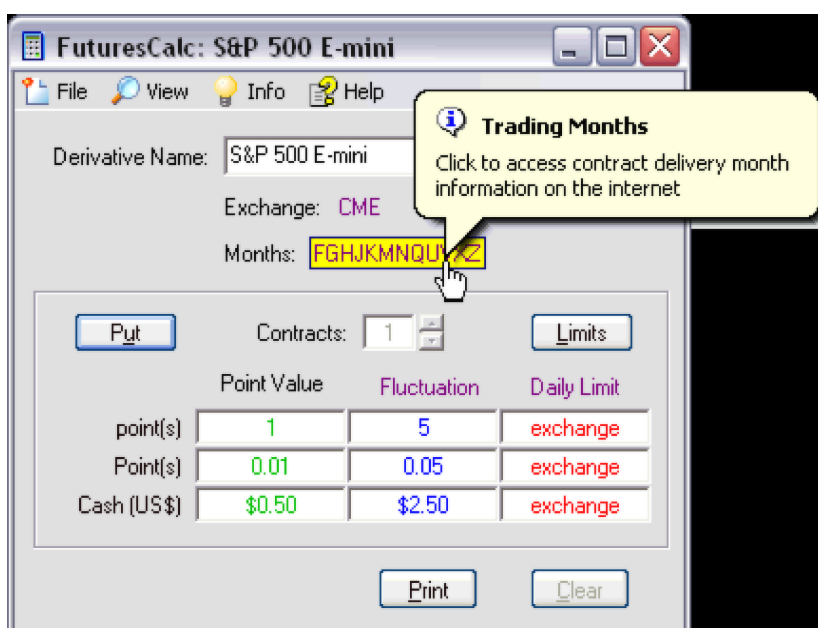 FuturesCalc: S&P 500 E-mini
File View Info Help
Trading Months
Click to access contract delivery month
information on the internet
Derivative Name: S&P 500 E-mini
Exchange: CME
Months: FGHJKMNQUVXZ
Put Contracts: 1 Limits
Point Value Fluctuation Daily Limit
point(s) 1 5 exchange
Point(s) 0.01 0.05 exchange
Cash (US$) $0.50 $2.50 exchange
Print Clear